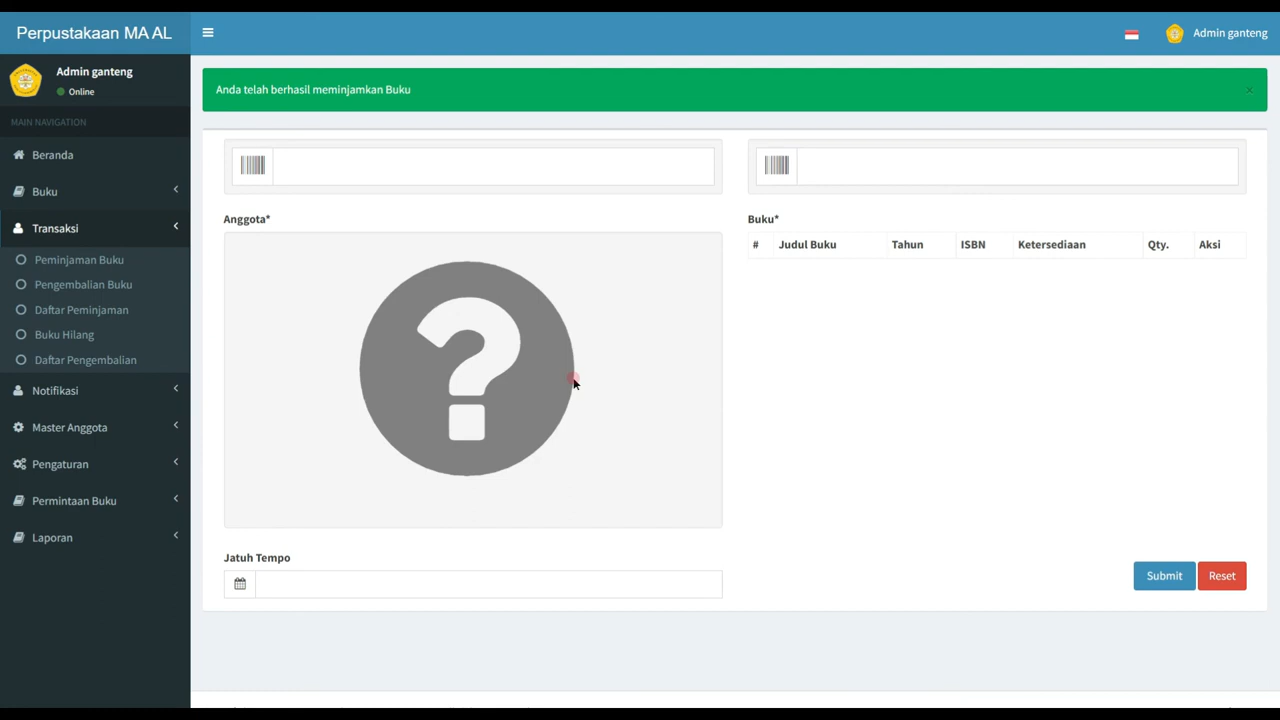 Perpustakaan MA AL
Admin ganteng
Admin ganteng
Online
MAIN NAVIGATION
Beranda
Buku
Transaksi
Peminjaman Buku
Pengembalian Buku
Daftar Peminjaman
Buku Hilang
Daftar Pengembalian
Notifikasi
Master Anggota
Pengaturan
Permintaan Buku
Laporan
Anda telah berhasil meminjamkan Buku
×
Anggota*
?
Jatuh Tempo
Buku*
# Judul Buku Tahun ISBN Ketersediaan Qty. Aksi
Submit Reset